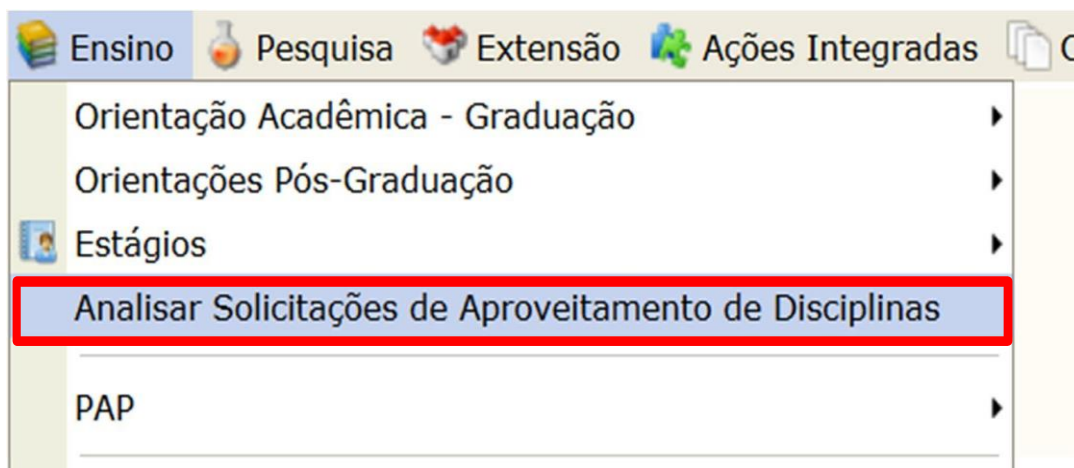 Ensino Pesquisa Extensão Ações Integradas
Orientação Acadêmica - Graduação
Orientações Pós-Graduação
Estágios
Analisar Solicitações de Aproveitamento de Disciplinas
PAP